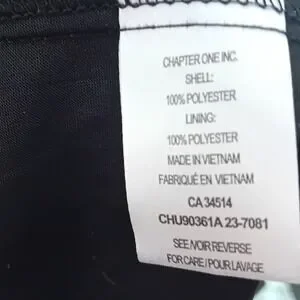 CHAPTER ONE INC.
SHELL:
100% POLYESTER
LINING:
100% POLYESTER
MADE IN VIETNAM
FABRIQUÉ EN VIETNAM
CA 34514
CHU90361A 23-7081
SEE/VOIR REVERSE
FOR CARE / POUR LAVAGE